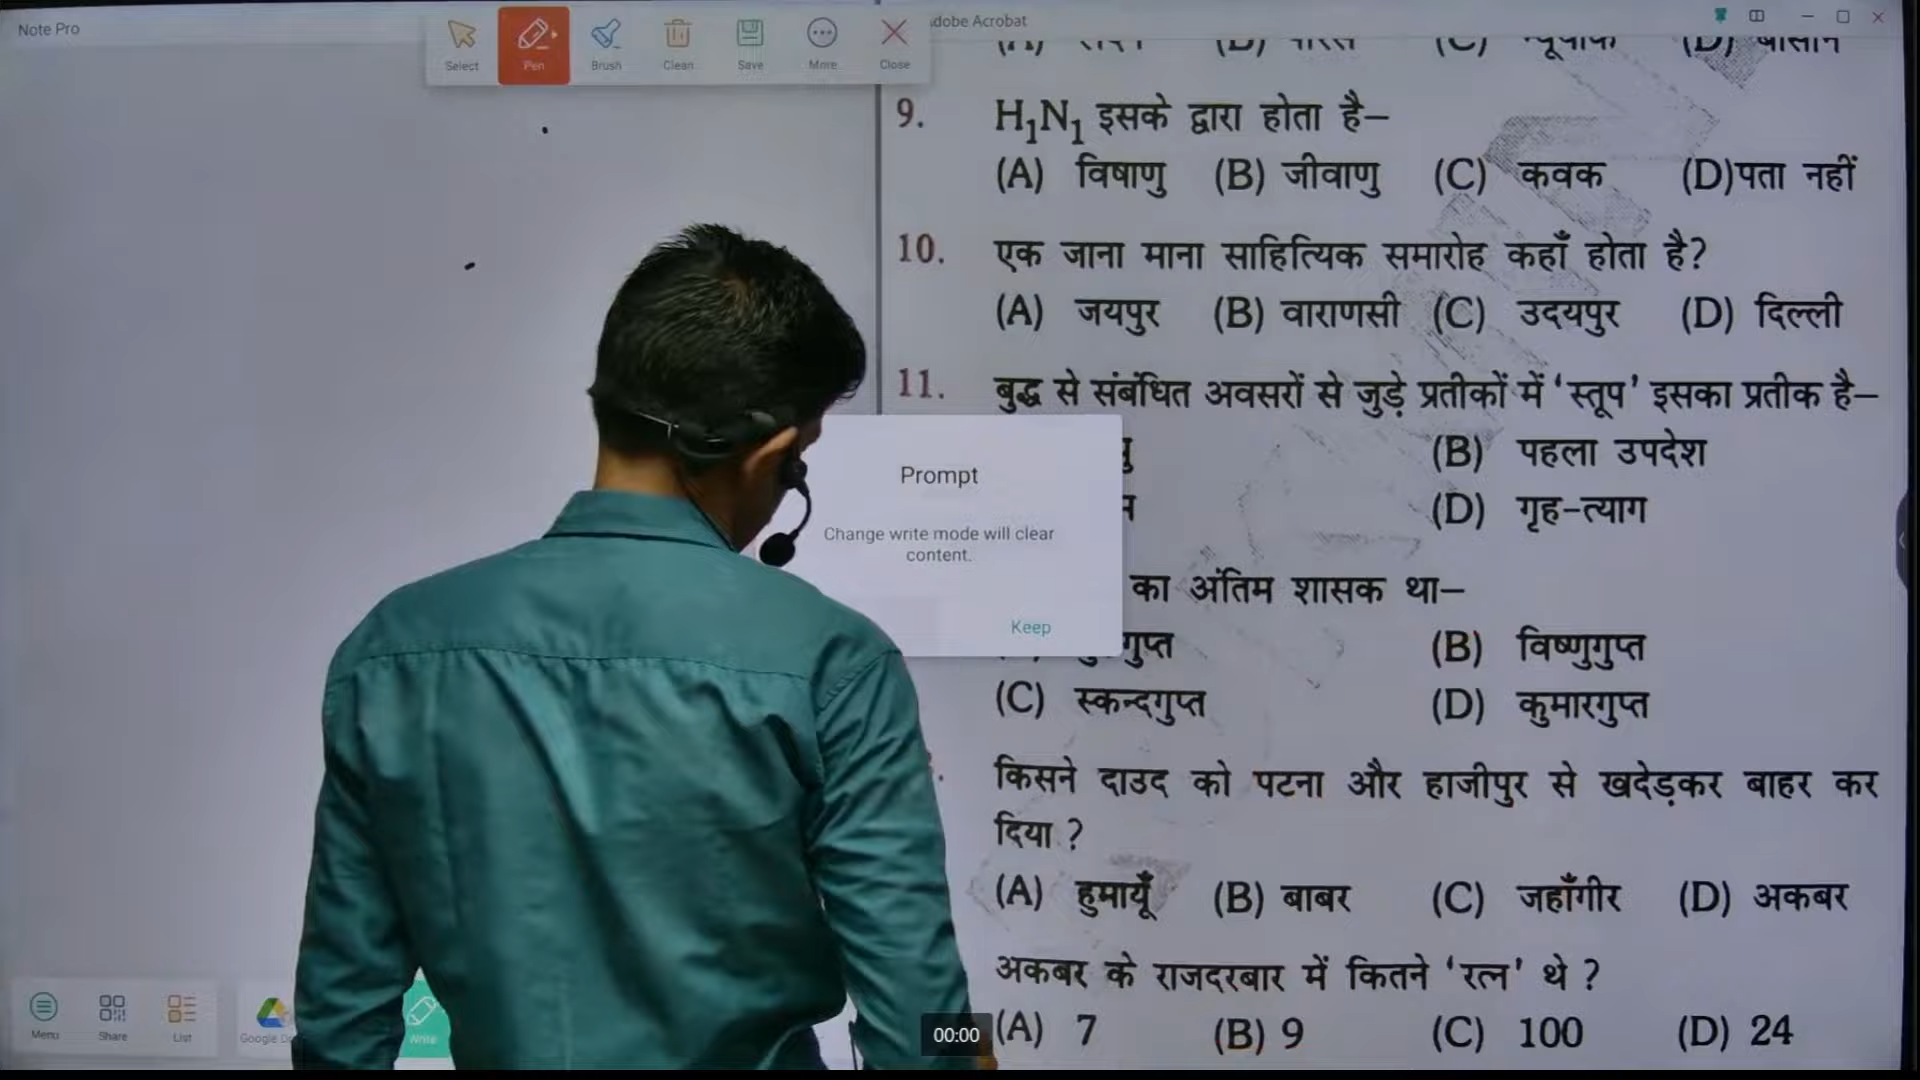 Note Pro
Select
Pen
Brush
Clean
Save
More
Close
dobe Acrobat
9. H₁N₁ इसके द्वारा होता है–
(A) विषाणु (B) जीवाणु (C) कवक (D)पता नहीं
10. एक जाना माना साहित्यिक समारोह कहाँ होता है?
(A) जयपुर (B) वाराणसी (C) उदयपुर (D) दिल्ली
11. बुद्ध से संबंधित अवसरों से जुड़े प्रतीकों में 'स्तूप' इसका प्रतीक है–
(B) पहला उपदेश
(D) गृह-त्याग
Prompt
Change write mode will clear
content.
Keep
का अंतिम शासक था–
(B) विष्णुगुप्त
(C) स्कन्दगुप्त (D) कुमारगुप्त
किसने दाउद को पटना और हाजीपुर से खदेड़कर बाहर कर
दिया ?
(A) हुमायूँ (B) बाबर (C) जहाँगीर (D) अकबर
अकबर के राजदरबार में कितने 'रत्न' थे ?
(A) 7 (B) 9 (C) 100 (D) 24
Menu
Share
List
Google D
Write
00:00